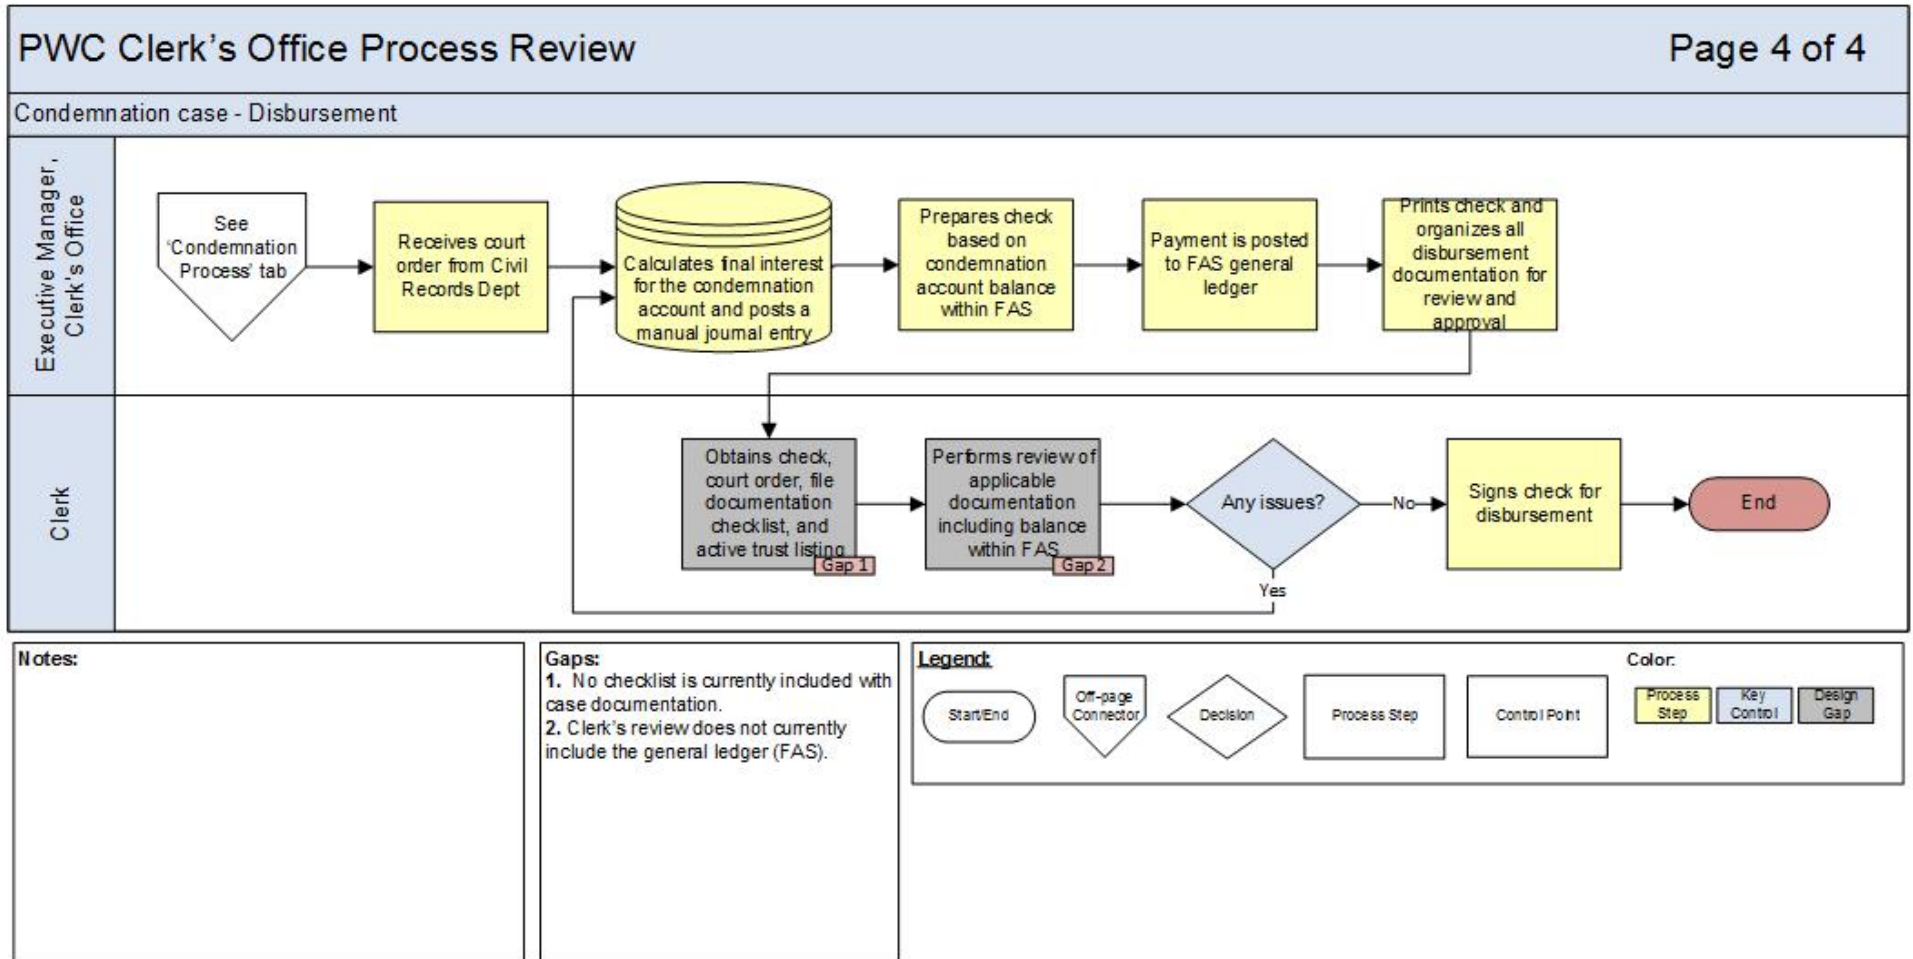 PWC Clerk's Office Process Review
Page 4 of 4
Condemnation case - Disbursement
Executive Manager,
Clerk's Office
See
'Condemnation
Process' tab
Receives court
order from Civil
Records Dept
Calculates final interest
for the condemnation
account and posts a
manual journal entry
Prepares check
based on
condemnation
account balance
within FAS
Payment is posted
to FAS general
ledger
Prints check and
organizes all
disbursement
documentation for
review and
approval
Clerk
Obtains check,
court order, file
documentation
checklist, and
active trust listing
Gap 1
Performs review of
applicable
documentation
including balance
within FAS
Gap 2
Any issues?
No
Yes
Signs check for
disbursement
End
Notes:
Gaps:
1. No checklist is currently included with
case documentation.
2. Clerk's review does not currently
include the general ledger (FAS).
Legend:
Start/End
Off-page
Connector
Decision
Process Step
Control Point
Color:
Process
Step
Key
Control
Design
Gap